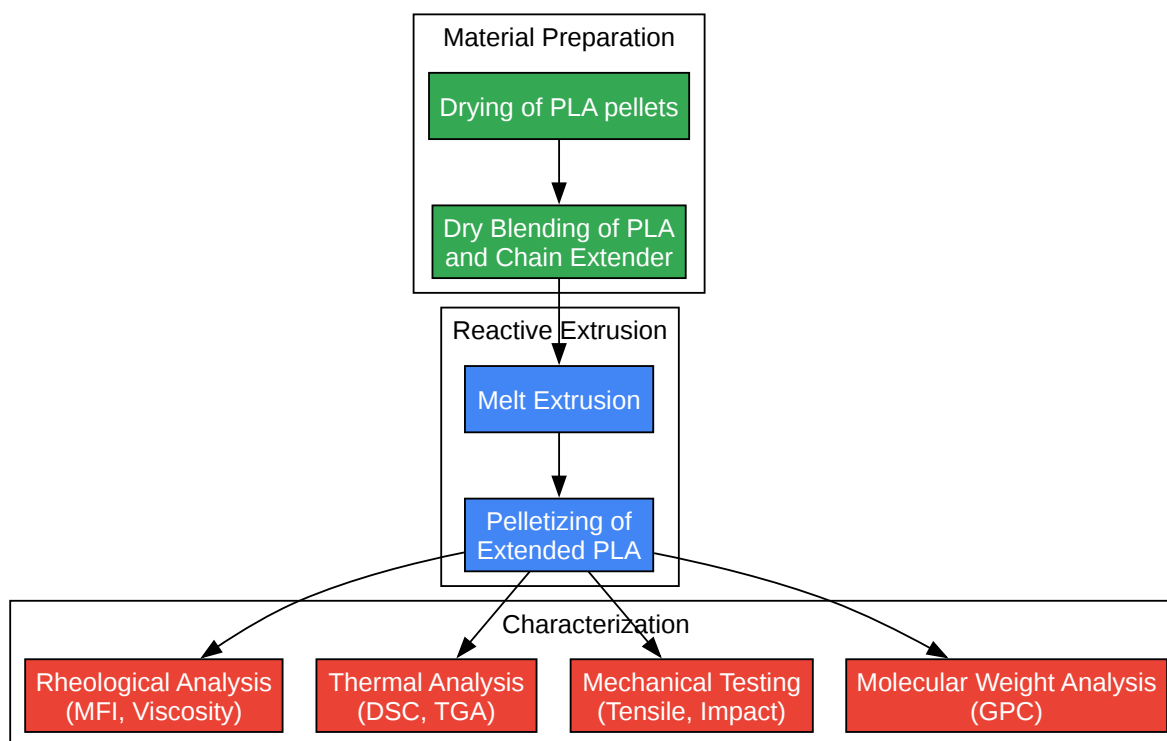 Material Preparation
Drying of PLA pellets
Dry Blending of PLA
and Chain Extender
Reactive Extrusion
Melt Extrusion
Pelletizing of
Extended PLA
Characterization
Rheological Analysis
(MFI, Viscosity)
Thermal Analysis
(DSC, TGA)
Mechanical Testing
(Tensile, Impact)
Molecular Weight Analysis
(GPC)